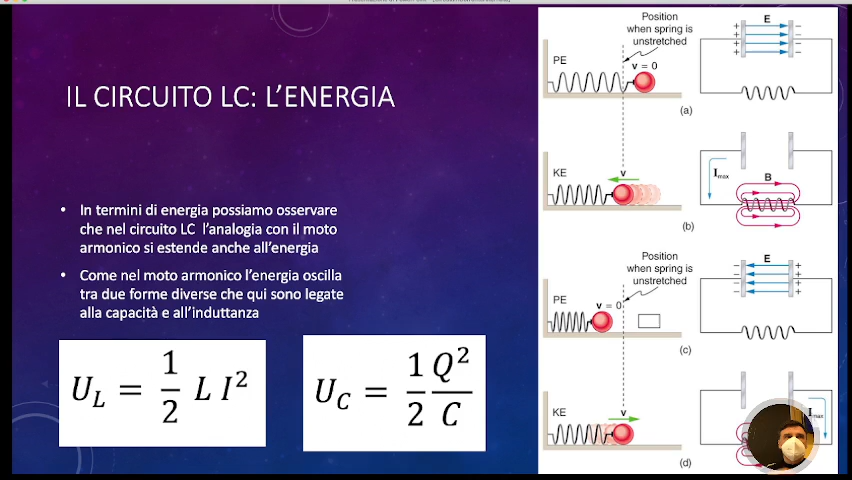 IL CIRCUITO LC: L'ENERGIA
• In termini di energia possiamo osservare
che nel circuito LC l'analogia con il moto
armonico si estende anche all'energia
• Come nel moto armonico l'energia oscilla
tra due forme diverse che qui sono legate
alla capacità e all'induttanza
U_L = 1/2 L I²
U_C = 1/2 Q²/C
Position
when spring is
unstretched
PE
v = 0
E
+ −
+ −
+ −
+ −
(a)
KE
v
I max
B
(b)
Position
when spring is
unstretched
PE
v = 0
E
− +
− +
− +
− +
(c)
KE
v
I max
(d)